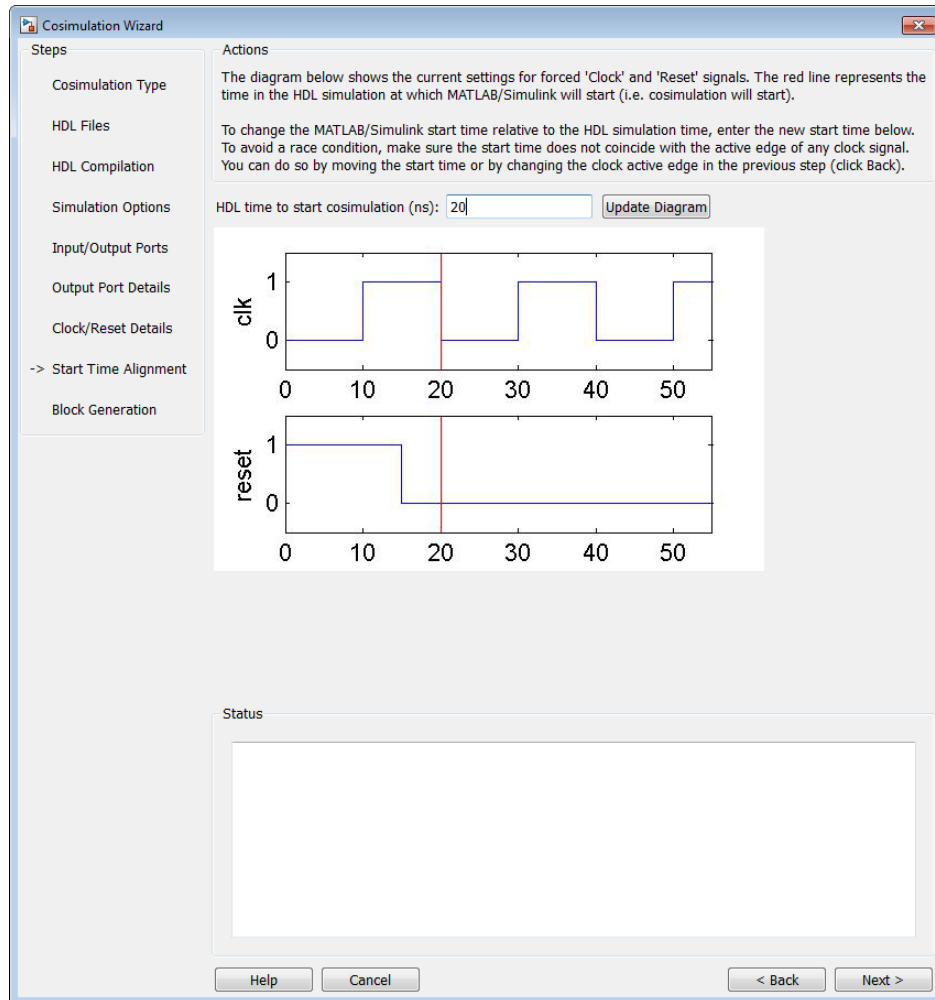 Cosimulation Wizard
Steps
Cosimulation Type
HDL Files
HDL Compilation
Simulation Options
Input/Output Ports
Output Port Details
Clock/Reset Details
-> Start Time Alignment
Block Generation
Actions
The diagram below shows the current settings for forced 'Clock' and 'Reset' signals. The red line represents the
time in the HDL simulation at which MATLAB/Simulink will start (i.e. cosimulation will start).
To change the MATLAB/Simulink start time relative to the HDL simulation time, enter the new start time below.
To avoid a race condition, make sure the start time does not coincide with the active edge of any clock signal.
You can do so by moving the start time or by changing the clock active edge in the previous step (click Back).
HDL time to start cosimulation (ns): 20 Update Diagram
clk
1
0
0 10 20 30 40 50
reset
1
0
0 10 20 30 40 50
Status
Help Cancel < Back Next >